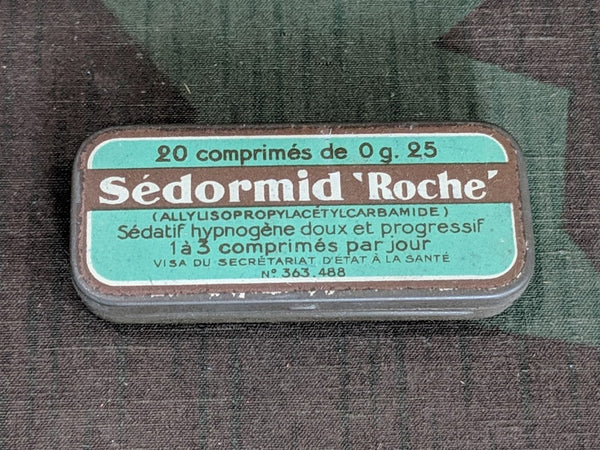 20 comprimés de 0 g. 25
Sédormid 'Roche'
(ALLYLISOPROPYLACÉTYLCARBAMIDE)
Sédatif hypnogène doux et progressif
1 à 3 comprimés par jour
VISA DU SECRÉTARIAT D'ETAT À LA SANTÉ
N° 363.488